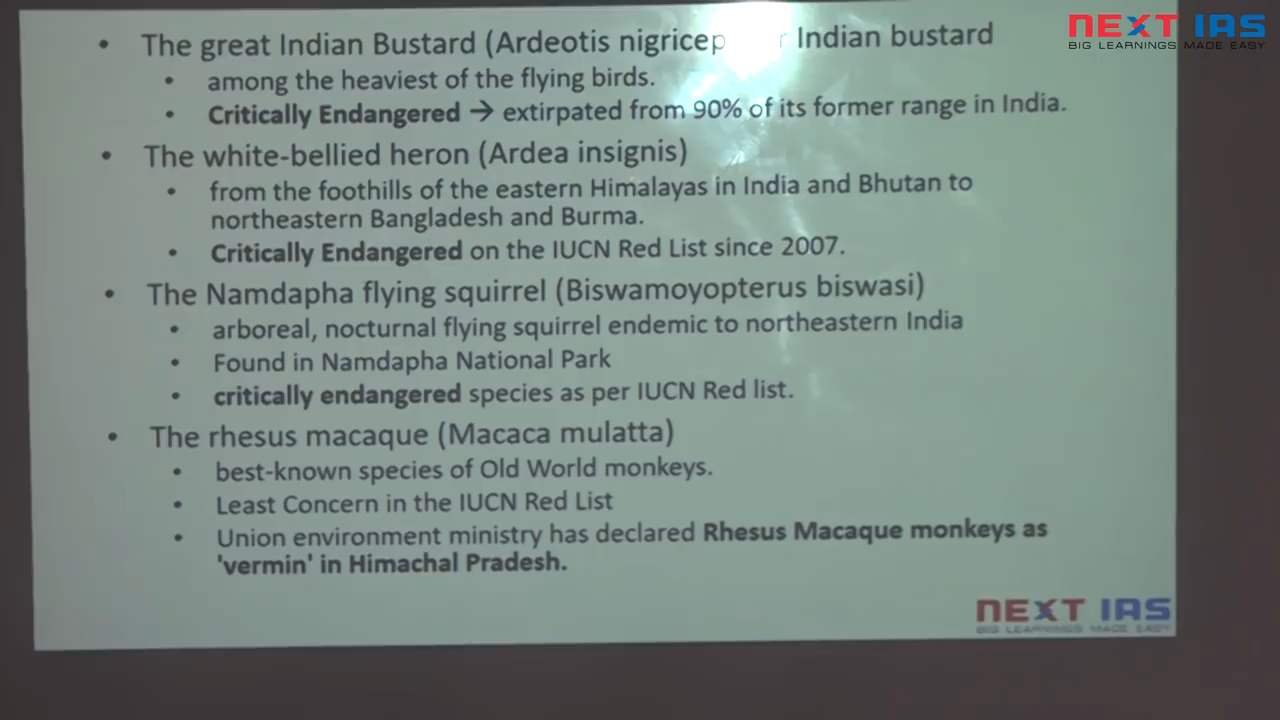 NEXT IAS
BIG LEARNINGS MADE EASY
• The great Indian Bustard (Ardeotis nigricep Indian bustard
• among the heaviest of the flying birds.
• Critically Endangered → extirpated from 90% of its former range in India.
• The white-bellied heron (Ardea insignis)
• from the foothills of the eastern Himalayas in India and Bhutan to
northeastern Bangladesh and Burma.
• Critically Endangered on the IUCN Red List since 2007.
• The Namdapha flying squirrel (Biswamoyopterus biswasi)
• arboreal, nocturnal flying squirrel endemic to northeastern India
• Found in Namdapha National Park
• critically endangered species as per IUCN Red list.
• The rhesus macaque (Macaca mulatta)
• best-known species of Old World monkeys.
• Least Concern in the IUCN Red List
• Union environment ministry has declared Rhesus Macaque monkeys as
'vermin' in Himachal Pradesh.
NEXT IAS
BIG LEARNINGS MADE EASY